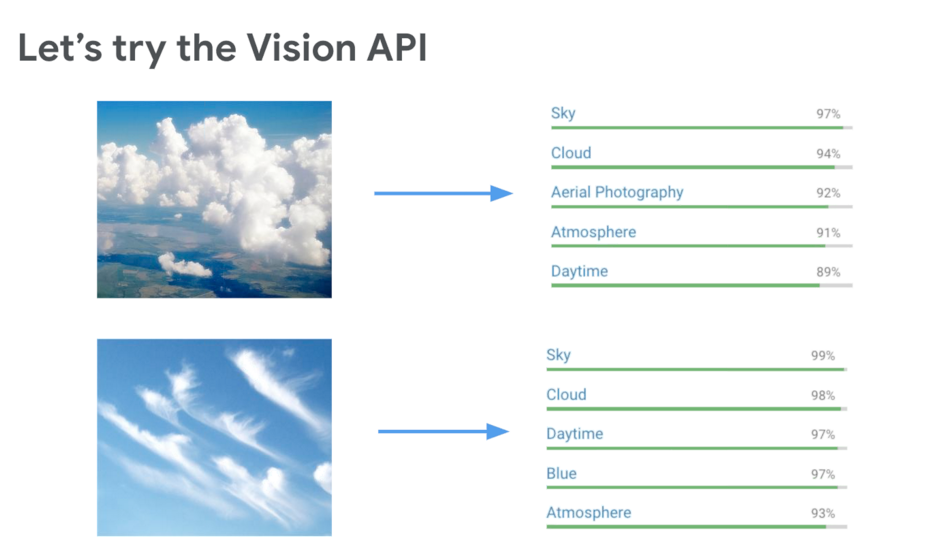 Let's try the Vision API
Sky 97%
Cloud 94%
Aerial Photography 92%
Atmosphere 91%
Daytime 89%
Sky 99%
Cloud 98%
Daytime 97%
Blue 97%
Atmosphere 93%